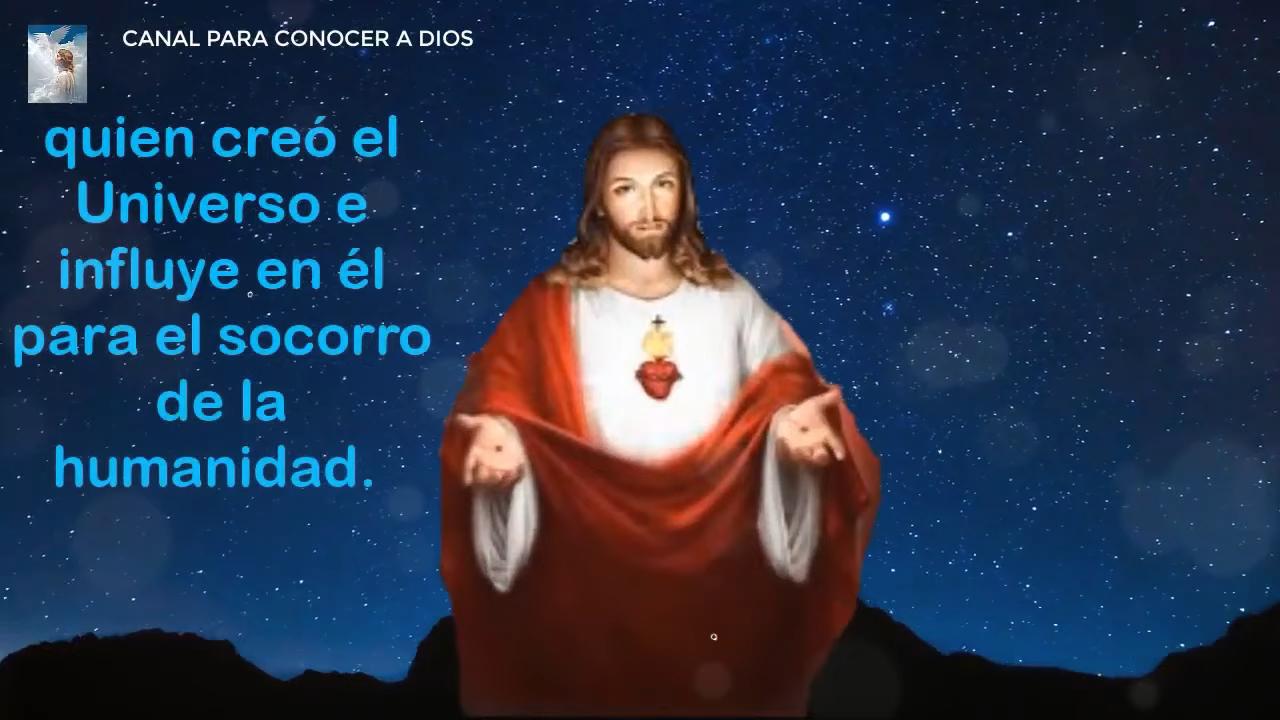 CANAL PARA CONOCER A DIOS
quien creó el
Universo e
influye en él
para el socorro
de la
humanidad.